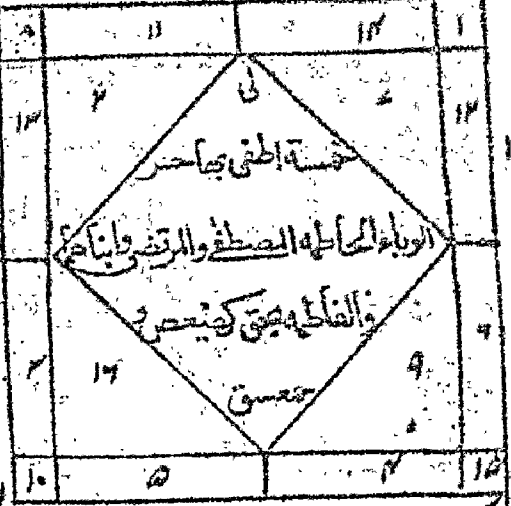 ۸ ۱۱ ۱۴ ۱
۱۳ ۲ ۱۲
لی
خمسة اطفی بها حر
الوباء الحاطمه المصطفی والمرتضی وابناهما
والفاطمه بحق کهیعص و
حمعسق
۳ ۱۶ ۹ ۶
۱۰ ۵ ۴ ۱۵